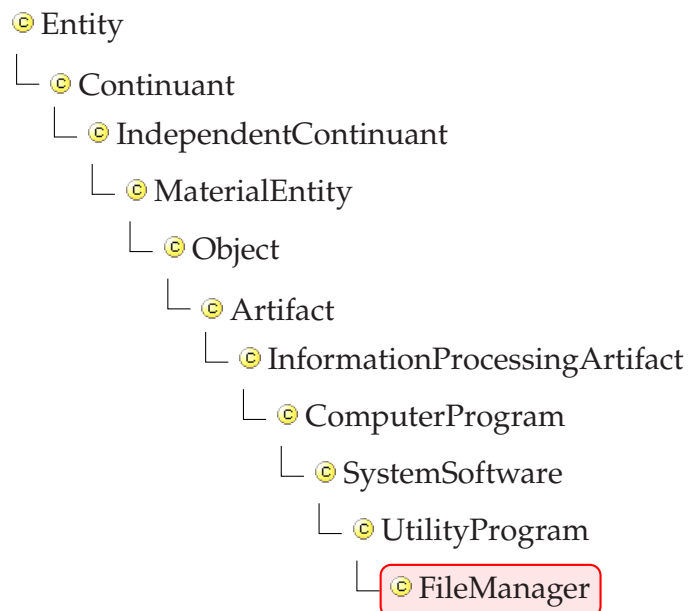 Entity
Continuant
IndependentContinuant
MaterialEntity
Object
Artifact
InformationProcessingArtifact
ComputerProgram
SystemSoftware
UtilityProgram
FileManager